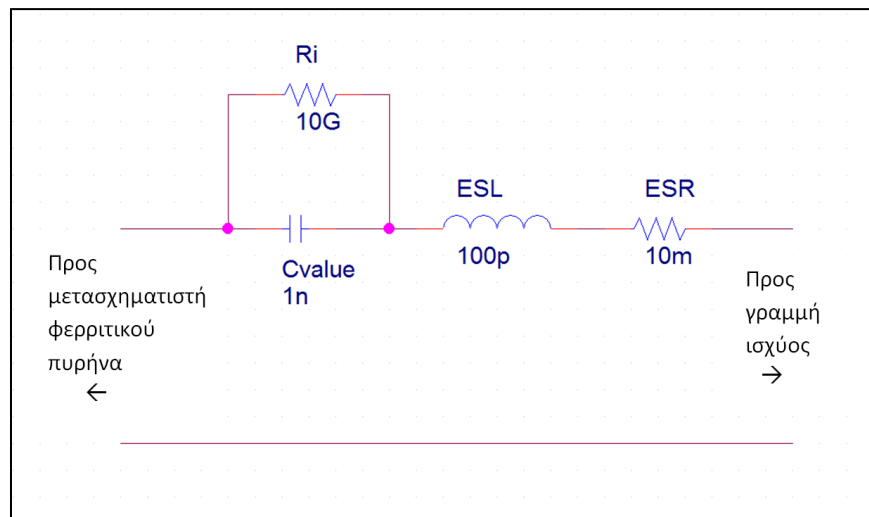 Ri
10G
ESL
100p
ESR
10m
Cvalue
1n
Προς
μετασχηματιστή
φερριτικού
πυρήνα
←
Προς
γραμμή
ισχύος
→